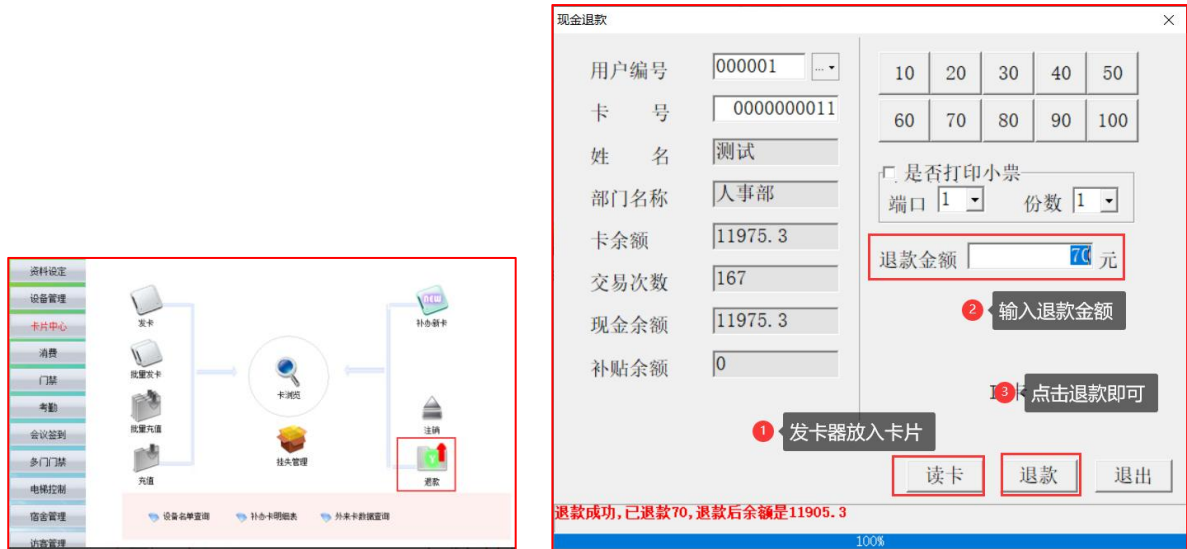 资料设定
设备管理
卡片中心
消费
门禁
考勤
会议签到
多门门禁
电梯控制
宿舍管理
访客管理
发卡
批量发卡
批量充值
充值
卡浏览
挂失管理
NEW
补办新卡
注销
退款
设备名单查询
补办卡明细表
外来卡数据查询
现金退款
用户编号 000001 ...
卡 号 0000000011
姓 名 测试
部门名称 人事部
卡余额 11975.3
交易次数 167
现金余额 11975.3
补贴余额 0
10 20 30 40 50
60 70 80 90 100
是否打印小票
端口 1 份数 1
退款金额 70 元
2 输入退款金额
3 点击退款即可
1 发卡器放入卡片
读卡 退款 退出
退款成功,已退款70,退款后余额是11905.3
100%